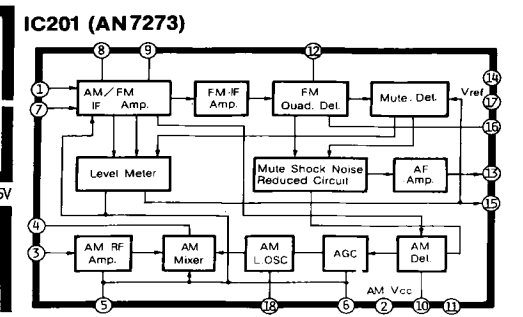 IC201 (AN7273)
8 9 12
1 AM/FM IF Amp. FM-IF Amp. FM Quad. Det. Mute. Det. Vref 14
7 17
16
Level Meter Mute Shock Noise Reduced Circuit AF Amp. 13
5V
15
4
3 AM RF Amp. AM Mixer AM L.OSC AGC AM Det.
AM Vcc
5 18 6 2 10 11